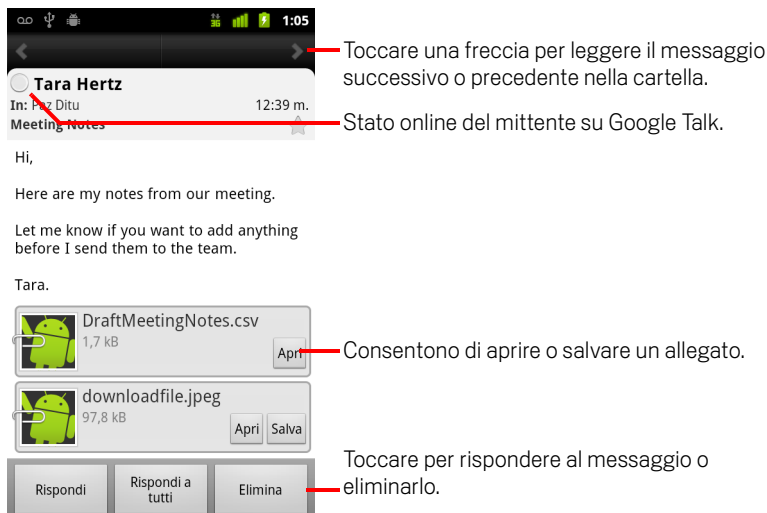 3G 1:05
Toccare una freccia per leggere il messaggio
successivo o precedente nella cartella.
Tara Hertz
In: Paz Ditu 12:39 m.
Meeting Notes
Stato online del mittente su Google Talk.
Hi,
Here are my notes from our meeting.
Let me know if you want to add anything
before I send them to the team.
Tara.
DraftMeetingNotes.csv
1,7 kB
Apri
Consentono di aprire o salvare un allegato.
downloadfile.jpeg
97,8 kB
Apri Salva
Toccare per rispondere al messaggio o
eliminarlo.
Rispondi
Rispondi a
tutti
Elimina